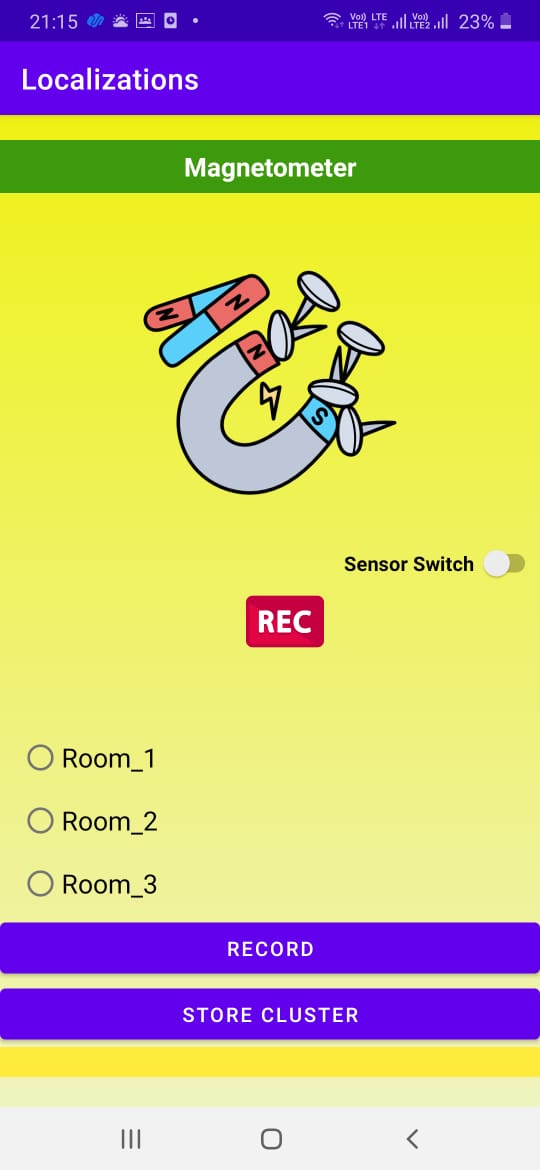 21:15
Vo)) LTE
LTE1
Vo))
LTE2
23%
Localizations
Magnetometer
N
N
N
S
Sensor Switch
REC
Room_1
Room_2
Room_3
RECORD
STORE CLUSTER